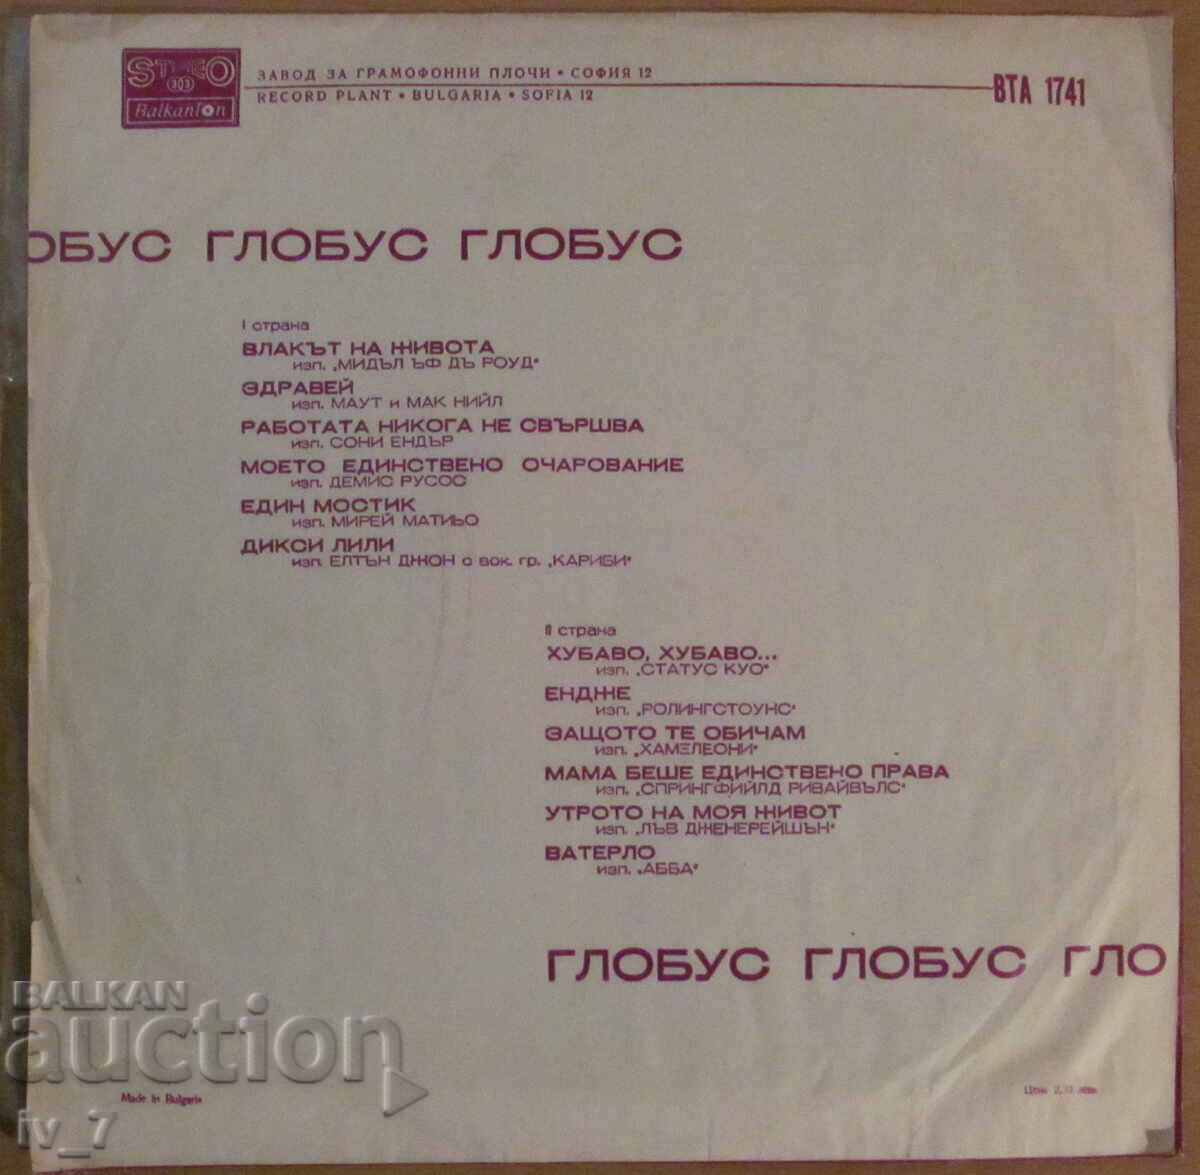 STEREO
303
Balkanton
ЗАВОД ЗА ГРАМОФОННИ ПЛОЧИ • СОФИЯ 12
RECORD PLANT • BULGARIA • SOFIA 12
ВТА 1741
ОБУС ГЛОБУС ГЛОБУС
I страна
ВЛАКЪТ НА ЖИВОТА
изп. „МИДЪЛ ЪФ ДЪ РОУД“
ЗДРАВЕЙ
изп. МАУТ и МАК НИЙЛ
РАБОТАТА НИКОГА НЕ СВЪРШВА
изп. СОНИ ЕНДЪР
МОЕТО ЕДИНСТВЕНО ОЧАРОВАНИЕ
изп. ДЕМИС РУСОС
ЕДИН МОСТИК
изп. МИРЕЙ МАТИЬО
ДИКСИ ЛИЛИ
изп. ЕЛТЪН ДЖОН с вок. гр. „КАРИБИ“
II страна
ХУБАВО, ХУБАВО...
изп. „СТАТУС КУО“
ЕНДЖЕ
изп. „РОЛИНГСТОУНС“
ЗАЩОТО ТЕ ОБИЧАМ
изп. „ХАМЕЛЕОНИ“
МАМА БЕШЕ ЕДИНСТВЕНО ПРАВА
изп. „СПРИНГФИЙЛД РИВАЙВЪЛС“
УТРОТО НА МОЯ ЖИВОТ
изп. „ЛЪВ ДЖЕНЕРЕЙШЪН“
ВАТЕРЛО
изп. „АББА“
ГЛОБУС ГЛОБУС ГЛО
BALKAN
auction
Made in Bulgaria
Цена
лева
iv_7